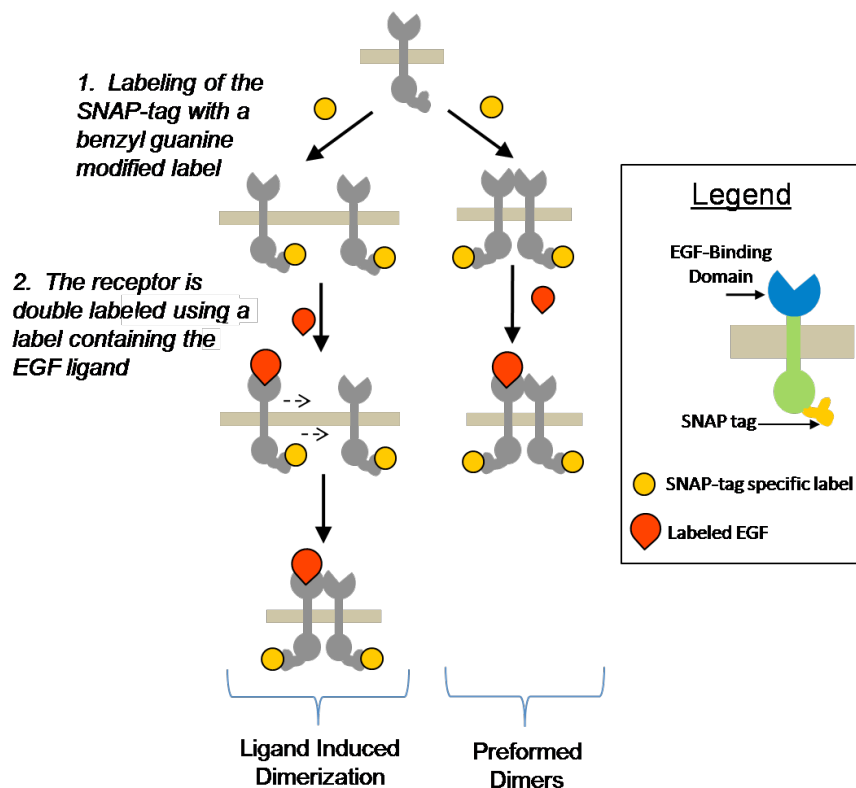 1. Labeling of the
SNAP-tag with a
benzyl guanine
modified label
2. The receptor is
double labeled using a
label containing the
EGF ligand
Ligand Induced
Dimerization
Preformed
Dimers
Legend
EGF-Binding
Domain
SNAP tag
SNAP-tag specific label
Labeled EGF